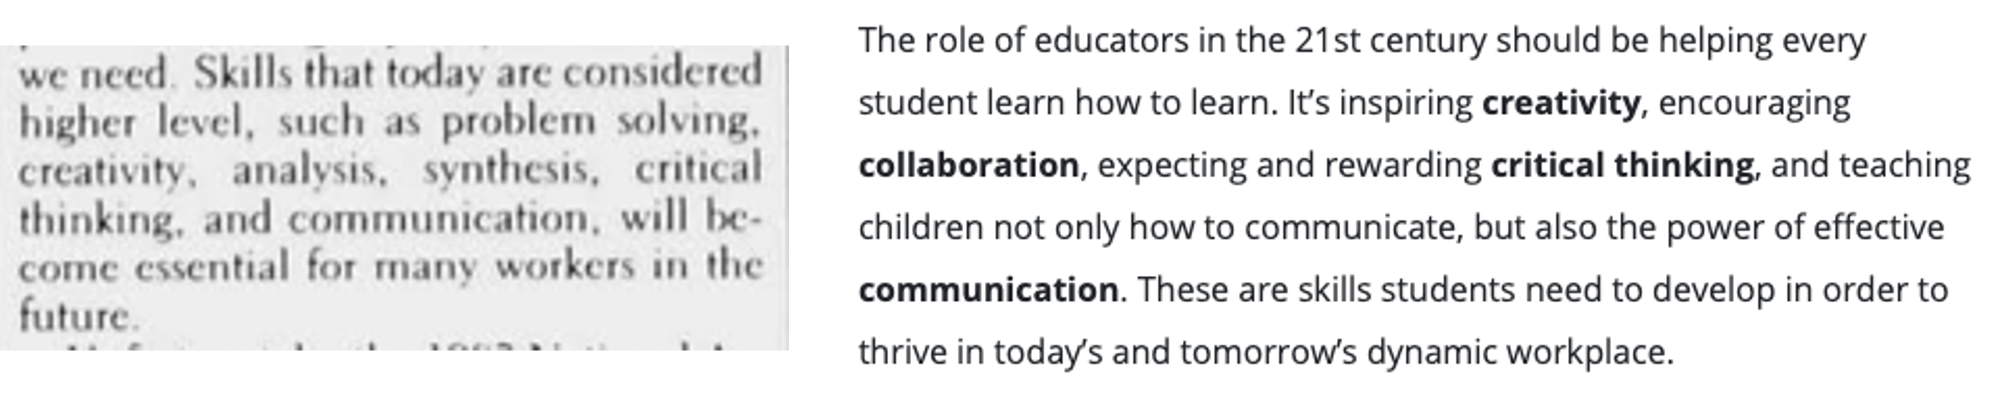 we need. Skills that today are considered
higher level, such as problem solving,
creativity, analysis, synthesis, critical
thinking, and communication, will be-
come essential for many workers in the
future.
The role of educators in the 21st century should be helping every
student learn how to learn. It’s inspiring creativity, encouraging
collaboration, expecting and rewarding critical thinking, and teaching
children not only how to communicate, but also the power of effective
communication. These are skills students need to develop in order to
thrive in today’s and tomorrow’s dynamic workplace.